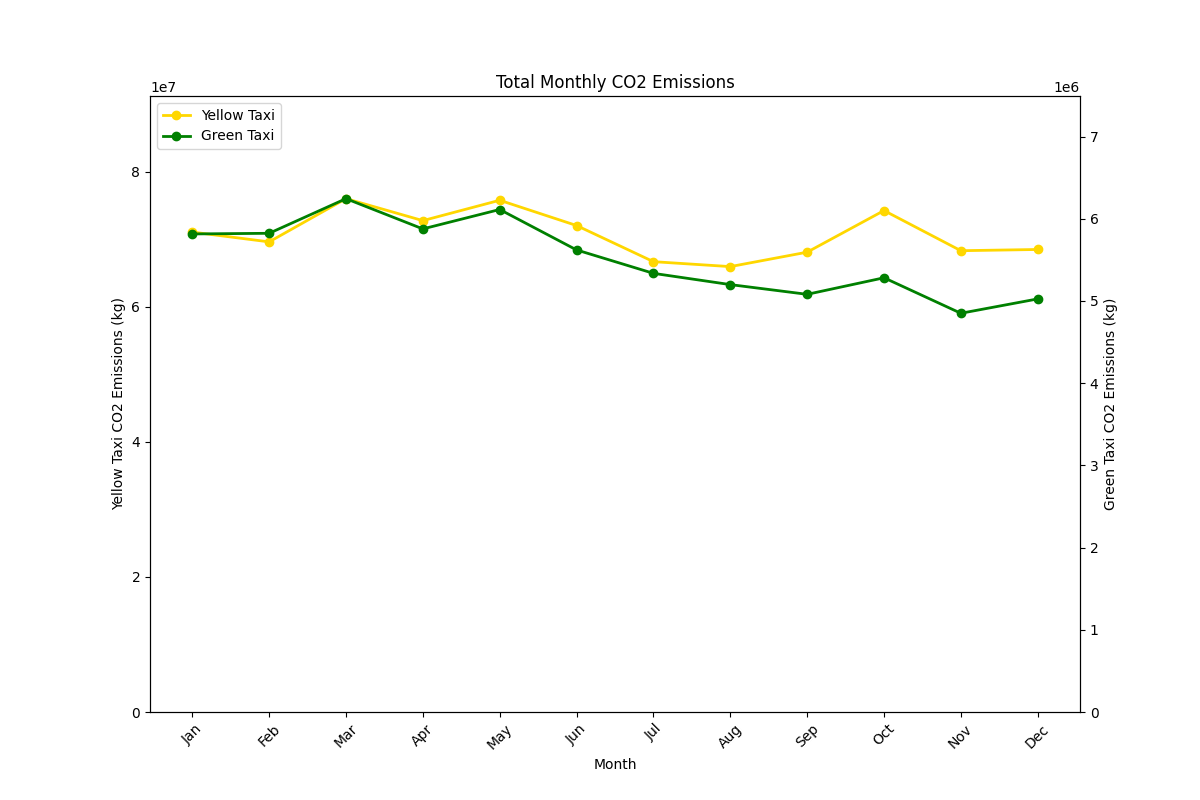 Total Monthly CO2 Emissions
1e7
1e6
Yellow Taxi
Green Taxi
8
6
4
2
0
Yellow Taxi CO2 Emissions (kg)
7
6
5
4
3
2
1
0
Green Taxi CO2 Emissions (kg)
Jan
Feb
Mar
Apr
May
Jun
Jul
Aug
Sep
Oct
Nov
Dec
Month